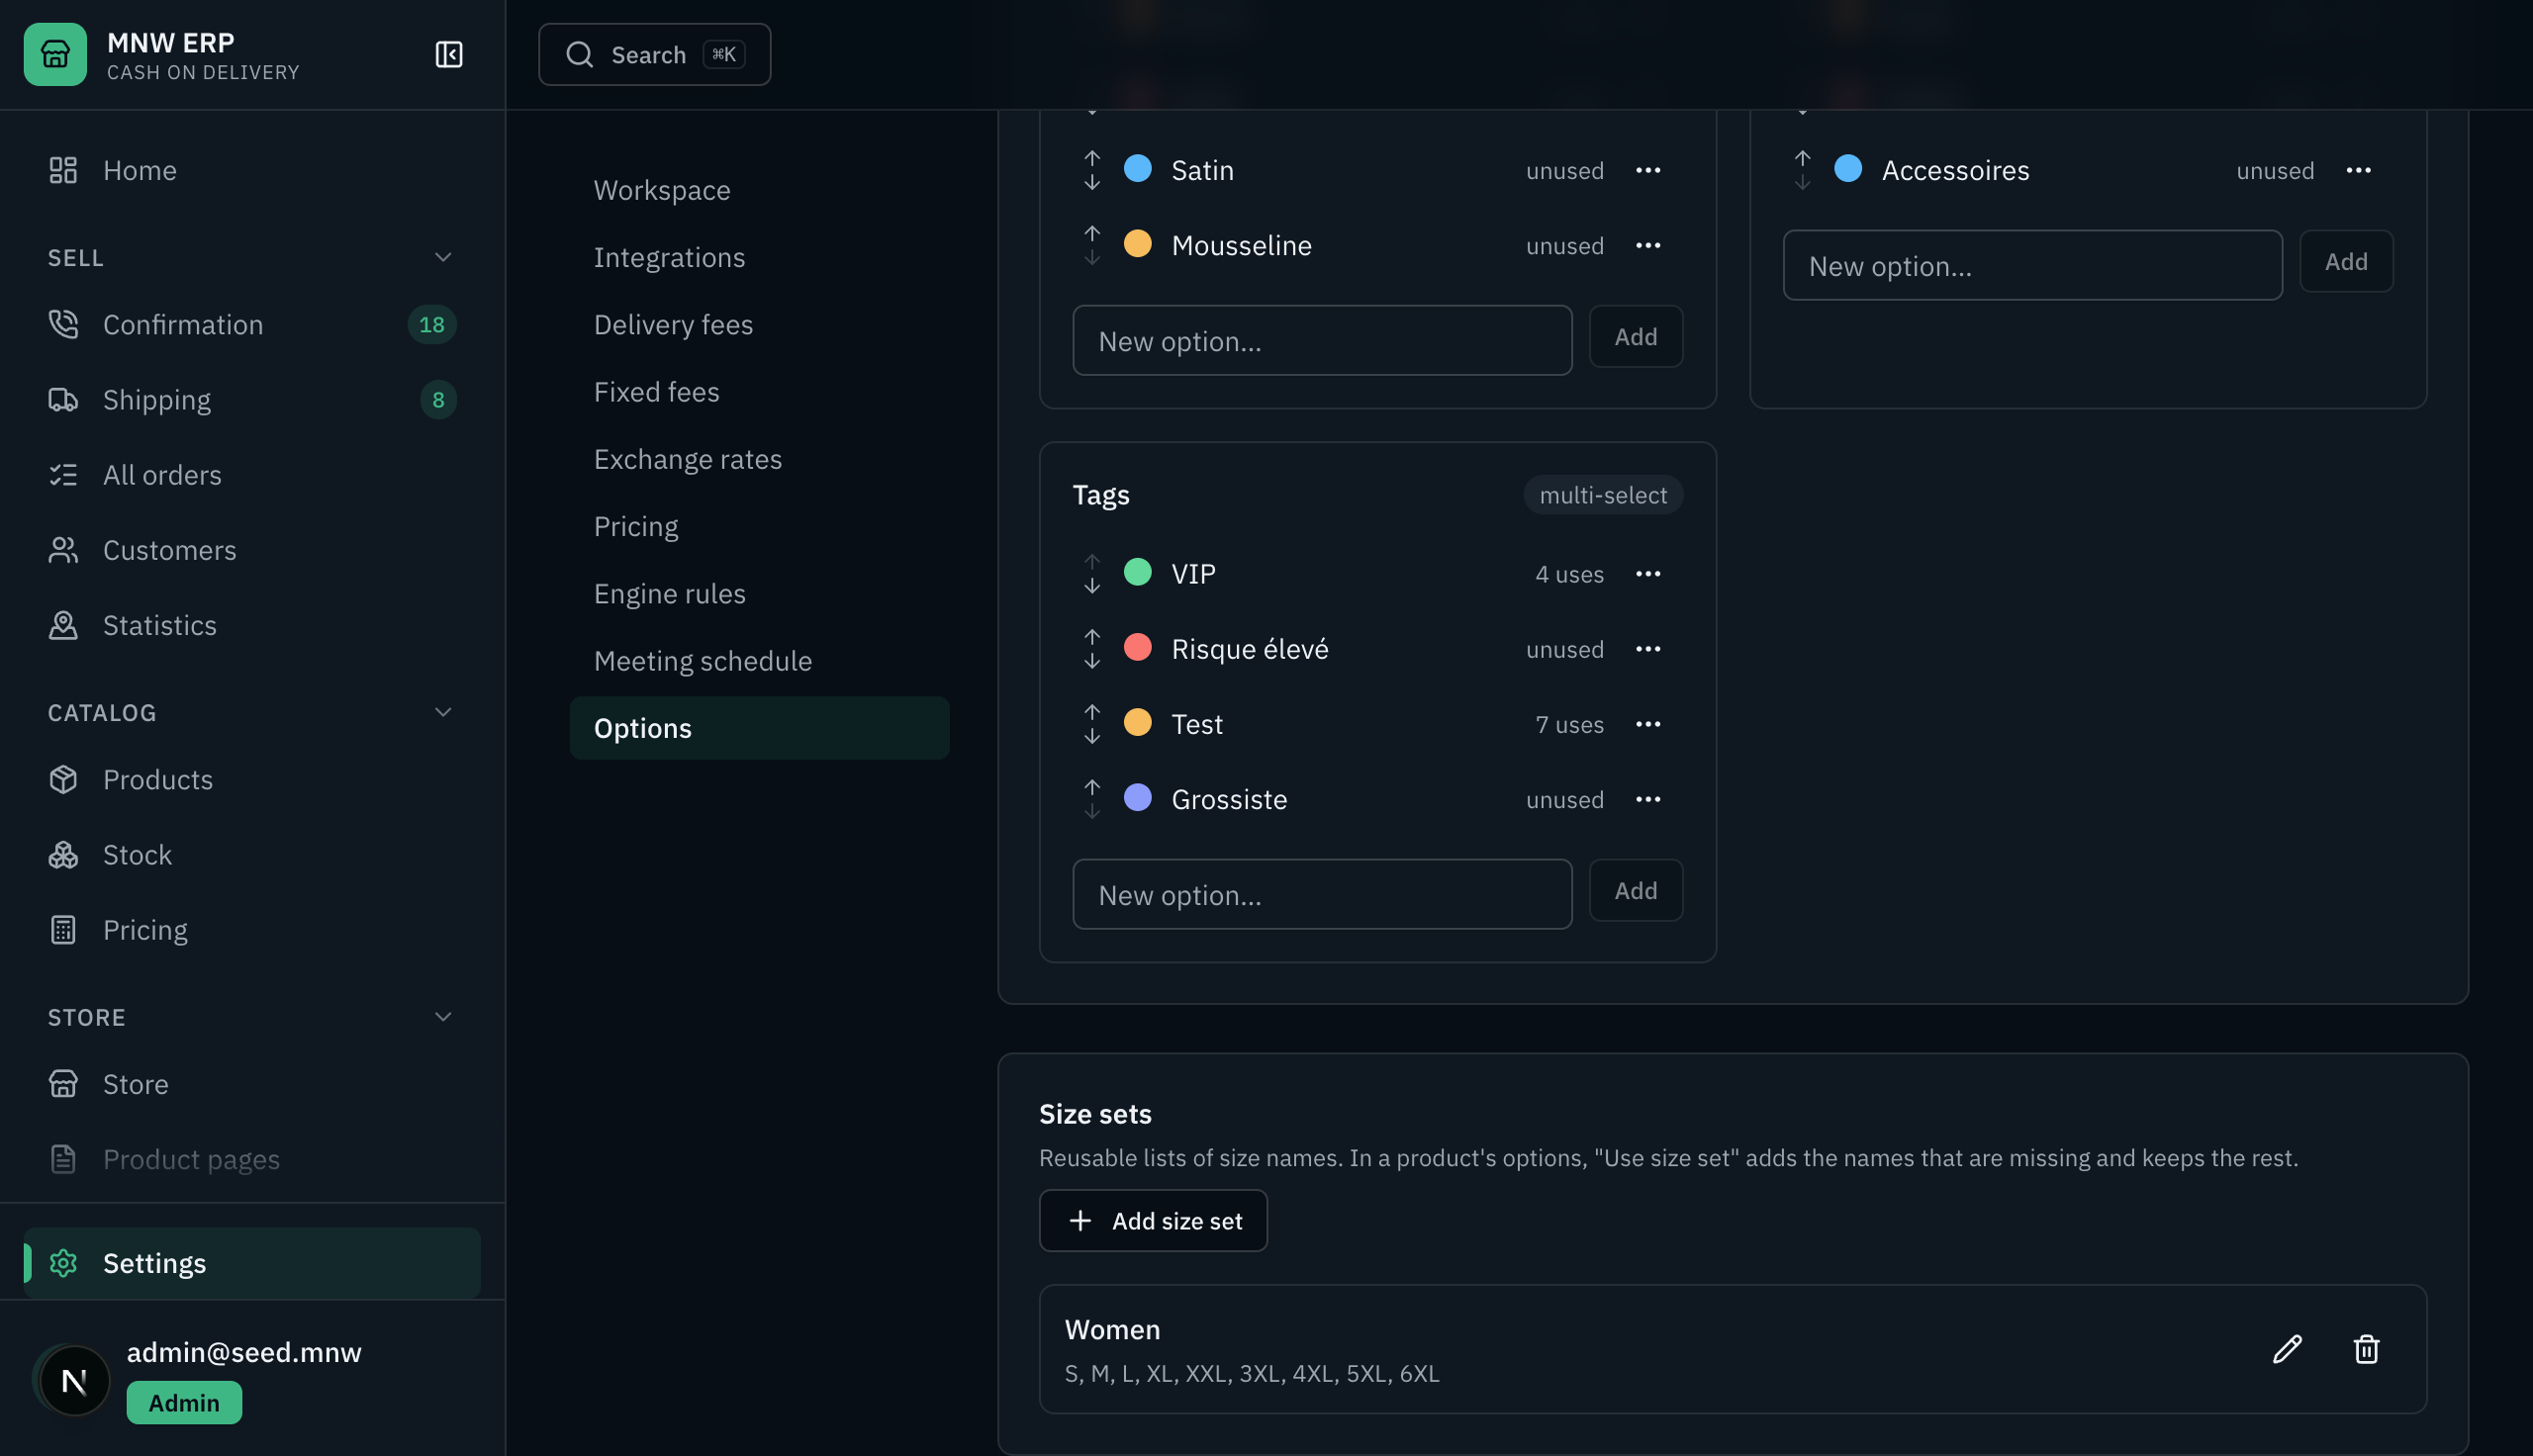 MNW ERP
CASH ON DELIVERY
Search ⌘K
Home
SELL
Confirmation 18
Shipping 8
All orders
Customers
Statistics
CATALOG
Products
Stock
Pricing
STORE
Store
Product pages
Settings
admin@seed.mnw
N
Admin
Workspace
Integrations
Delivery fees
Fixed fees
Exchange rates
Pricing
Engine rules
Meeting schedule
Options
Satin unused
Mousseline unused
New option... Add
Accessoires unused
New option... Add
Tags multi-select
VIP 4 uses
Risque élevé unused
Test 7 uses
Grossiste unused
New option... Add
Size sets
Reusable lists of size names. In a product's options, "Use size set" adds the names that are missing and keeps the rest.
Add size set
Women
S, M, L, XL, XXL, 3XL, 4XL, 5XL, 6XL